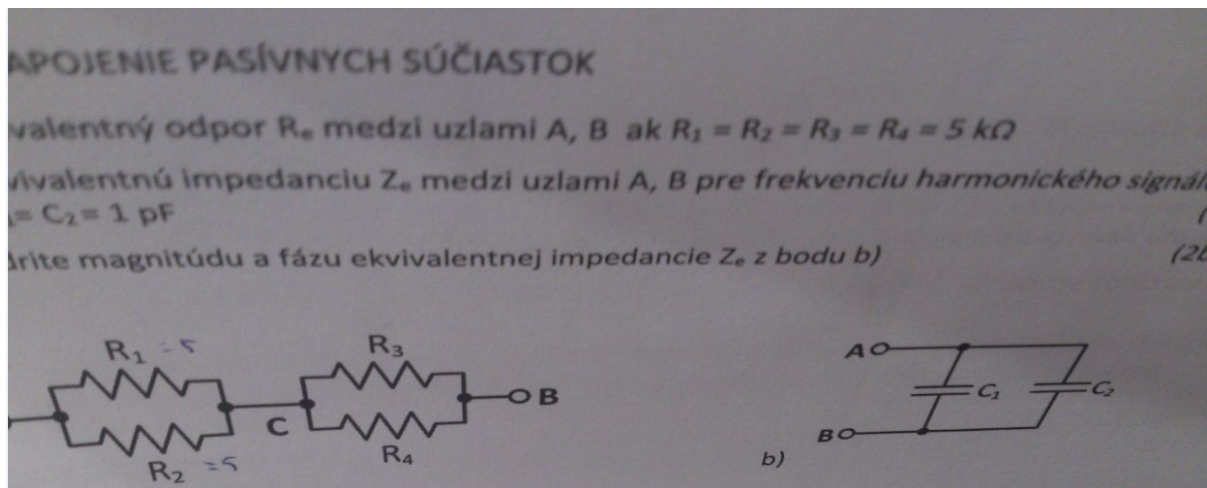 APOJENIE PASÍVNYCH SÚČIASTOK
valentný odpor Rₑ medzi uzlami A, B ak R₁ = R₂ = R₃ = R₄ = 5 kΩ
vivalentnú impedanciu Zₑ medzi uzlami A, B pre frekvenciu harmonického signál
= C₂= 1 pF
drite magnitúdu a fázu ekvivalentnej impedancie Zₑ z bodu b) (2b
R₁ = 5
R₃
A
C₁
C₂
B
C
B
R₂ = 5
R₄
b)